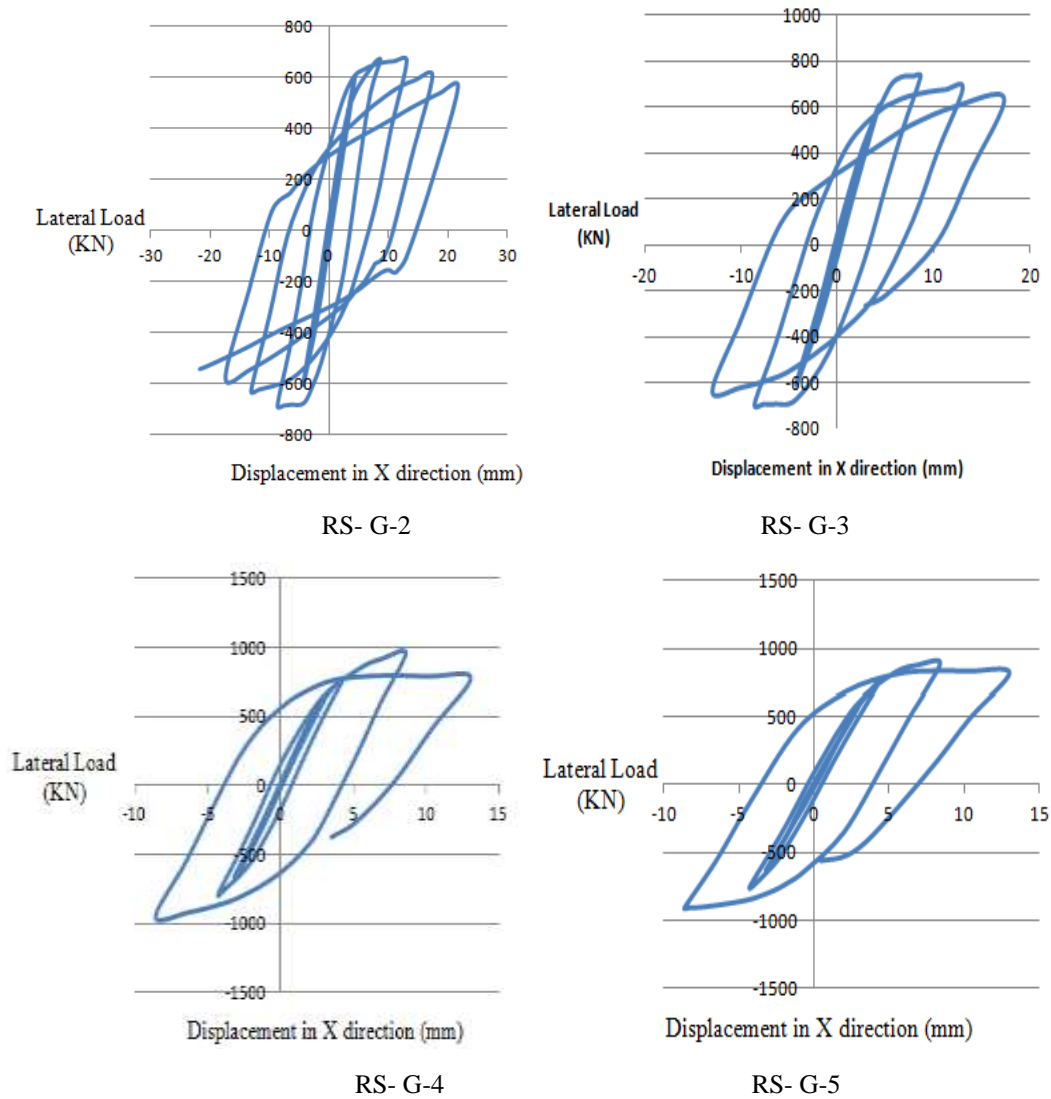 800
600
400
200
0
-200
-400
-600
-800
-30 -20 -10 0 10 20 30
Lateral Load
(KN)
Displacement in X direction (mm)
RS- G-2
1000
800
600
400
200
0
-200
-400
-600
-800
-20 -10 0 10 20
Lateral Load
(KN)
Displacement in X direction (mm)
RS- G-3
1500
1000
500
0
-500
-1000
-1500
-10 -5 0 5 10 15
Lateral Load
(KN)
Displacement in X direction (mm)
RS- G-4
1500
1000
500
0
-500
-1000
-1500
-10 -5 0 5 10 15
Lateral Load
(KN)
Displacement in X direction (mm)
RS- G-5